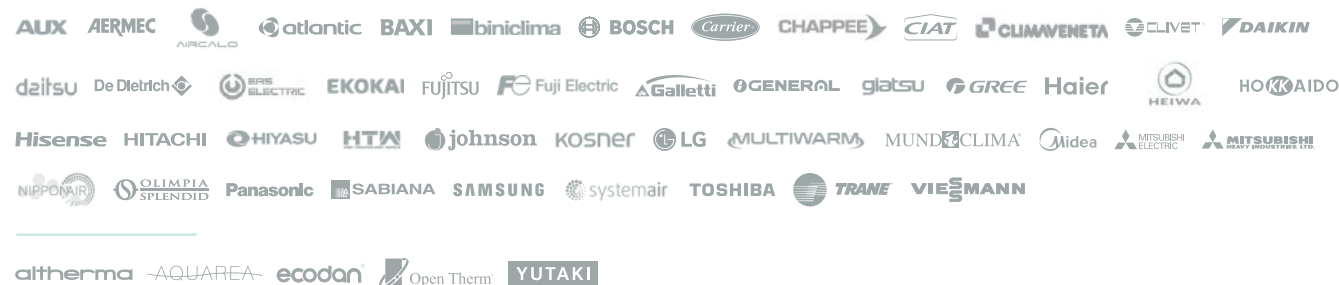 AUX AERMEC AIRCALO atlantic BAXI biniclima BOSCH Carrier CHAPPEE CIAT CLIMAVENETA CLIVET DAIKIN
daitsu De Dietrich ERS ELECTRIC EKOKAI FUJITSU Fe Fuji Electric Galletti GENERAL giatsu GREE Haier HEIWA HOKKAIDO
Hisense HITACHI HIYASU HTW johnson KOSNER LG MULTIWARM MUNDOCLIMA Midea MITSUBISHI ELECTRIC MITSUBISHI HEAVY INDUSTRIES, LTD.
NIPPONAIR OLIMPIA SPLENDID Panasonic SABIANA SAMSUNG systemair TOSHIBA TRANE VIESSMANN
altherma AQUAREA ecodan Open Therm YUTAKI